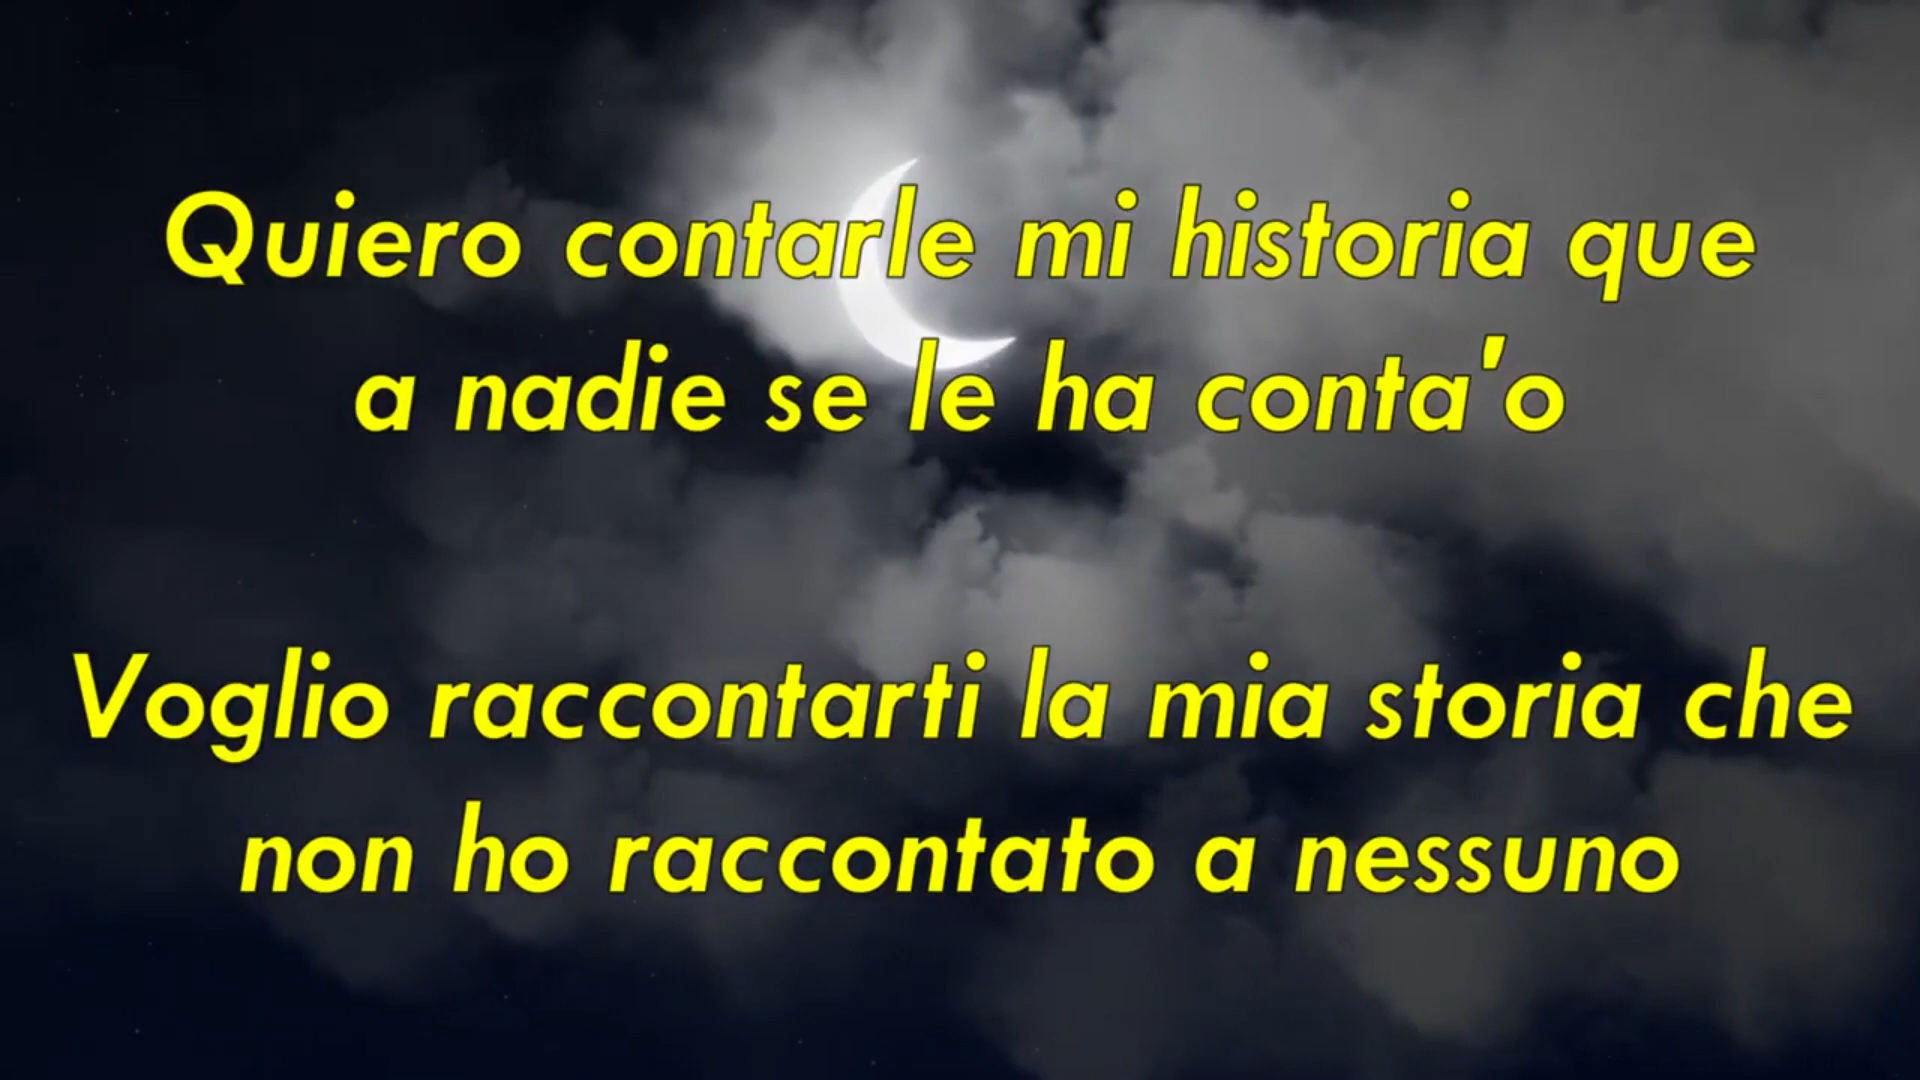 Quiero contarle mi historia que
a nadie se le ha conta'o
Voglio raccontarti la mia storia che
non ho raccontato a nessuno